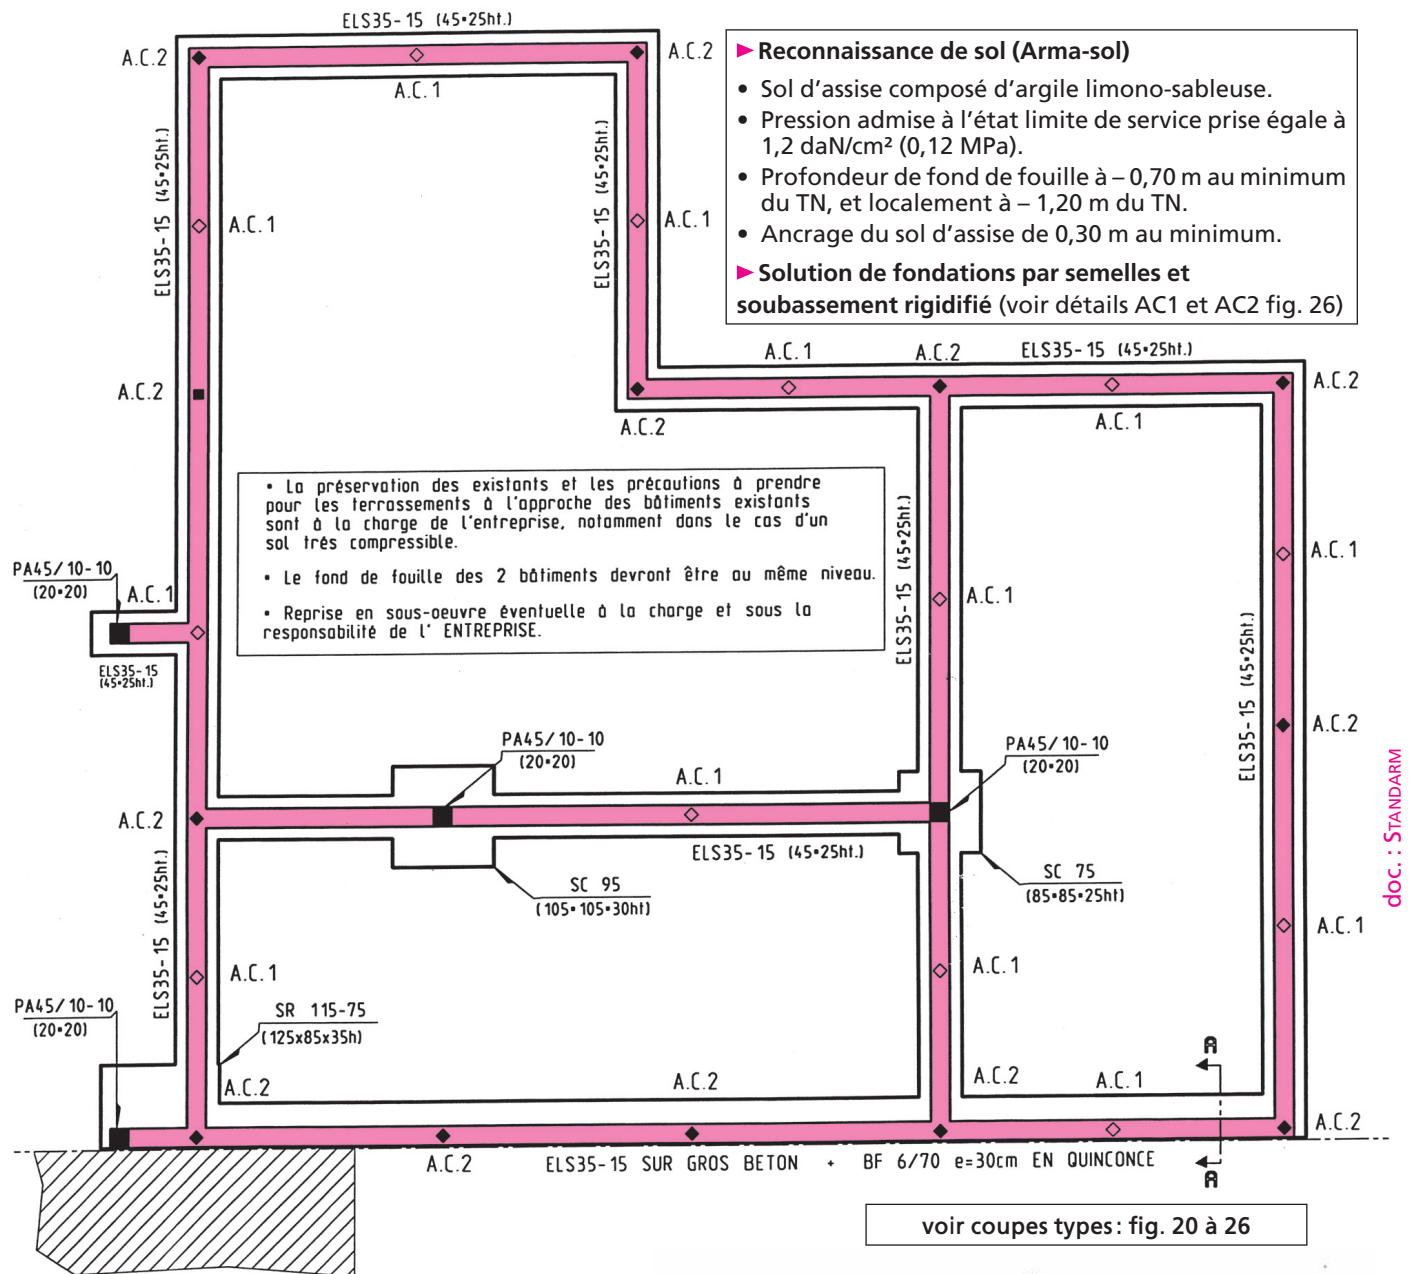 ELS35-15 (45•25ht.)
A.C.2
A.C.2
A.C.1
► Reconnaissance de sol (Arma-sol)
• Sol d'assise composé d'argile limono-sableuse.
• Pression admise à l'état limite de service prise égale à
1,2 daN/cm² (0,12 MPa).
• Profondeur de fond de fouille à – 0,70 m au minimum
du TN, et localement à – 1,20 m du TN.
• Ancrage du sol d'assise de 0,30 m au minimum.
► Solution de fondations par semelles et
soubassement rigidifié (voir détails AC1 et AC2 fig. 26)
ELS35-15 (45•25ht.)
A.C.1
ELS35-15 (45•25ht.)
A.C.1
A.C.1
A.C.2
ELS35-15 (45•25ht.)
A.C.2
A.C.2
A.C.2
A.C.1
• La préservation des existants et les précautions à prendre
pour les terrassements à l'approche des bâtiments existants
sont à la charge de l'entreprise, notamment dans le cas d'un
sol trés compressible.
• Le fond de fouille des 2 bâtiments devront être au même niveau.
• Reprise en sous-oeuvre éventuelle à la charge et sous la
responsabilité de l' ENTREPRISE.
ELS35-15 (45•25ht.)
A.C.1
A.C.1
PA45/10-10
(20•20)
A.C.1
ELS35-15
(45•25ht.)
ELS35-15 (45•25ht.)
A.C.2
PA45/10-10
(20•20)
A.C.1
PA45/10-10
(20•20)
A.C.2
ELS35-15 (45•25ht.)
SC 95
(105•105•30ht)
SC 75
(85•85•25ht)
doc. : STANDARM
ELS35-15 (45•25ht.)
A.C.1
A.C.1
A.C.1
PA45/10-10
(20•20)
SR 115-75
(125x85x35h)
A
A.C.2
A.C.2
A.C.2
A.C.1
A.C.2
A.C.2
ELS35-15 SUR GROS BETON + BF 6/70 e=30cm EN QUINCONCE
A
voir coupes types : fig. 20 à 26